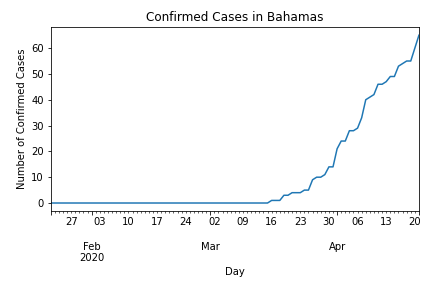 Confirmed Cases in Bahamas
Number of Confirmed Cases
60
50
40
30
20
10
0
27 03 10 17 24 02 09 16 23 30 06 13 20
Feb Mar Apr
2020
Day